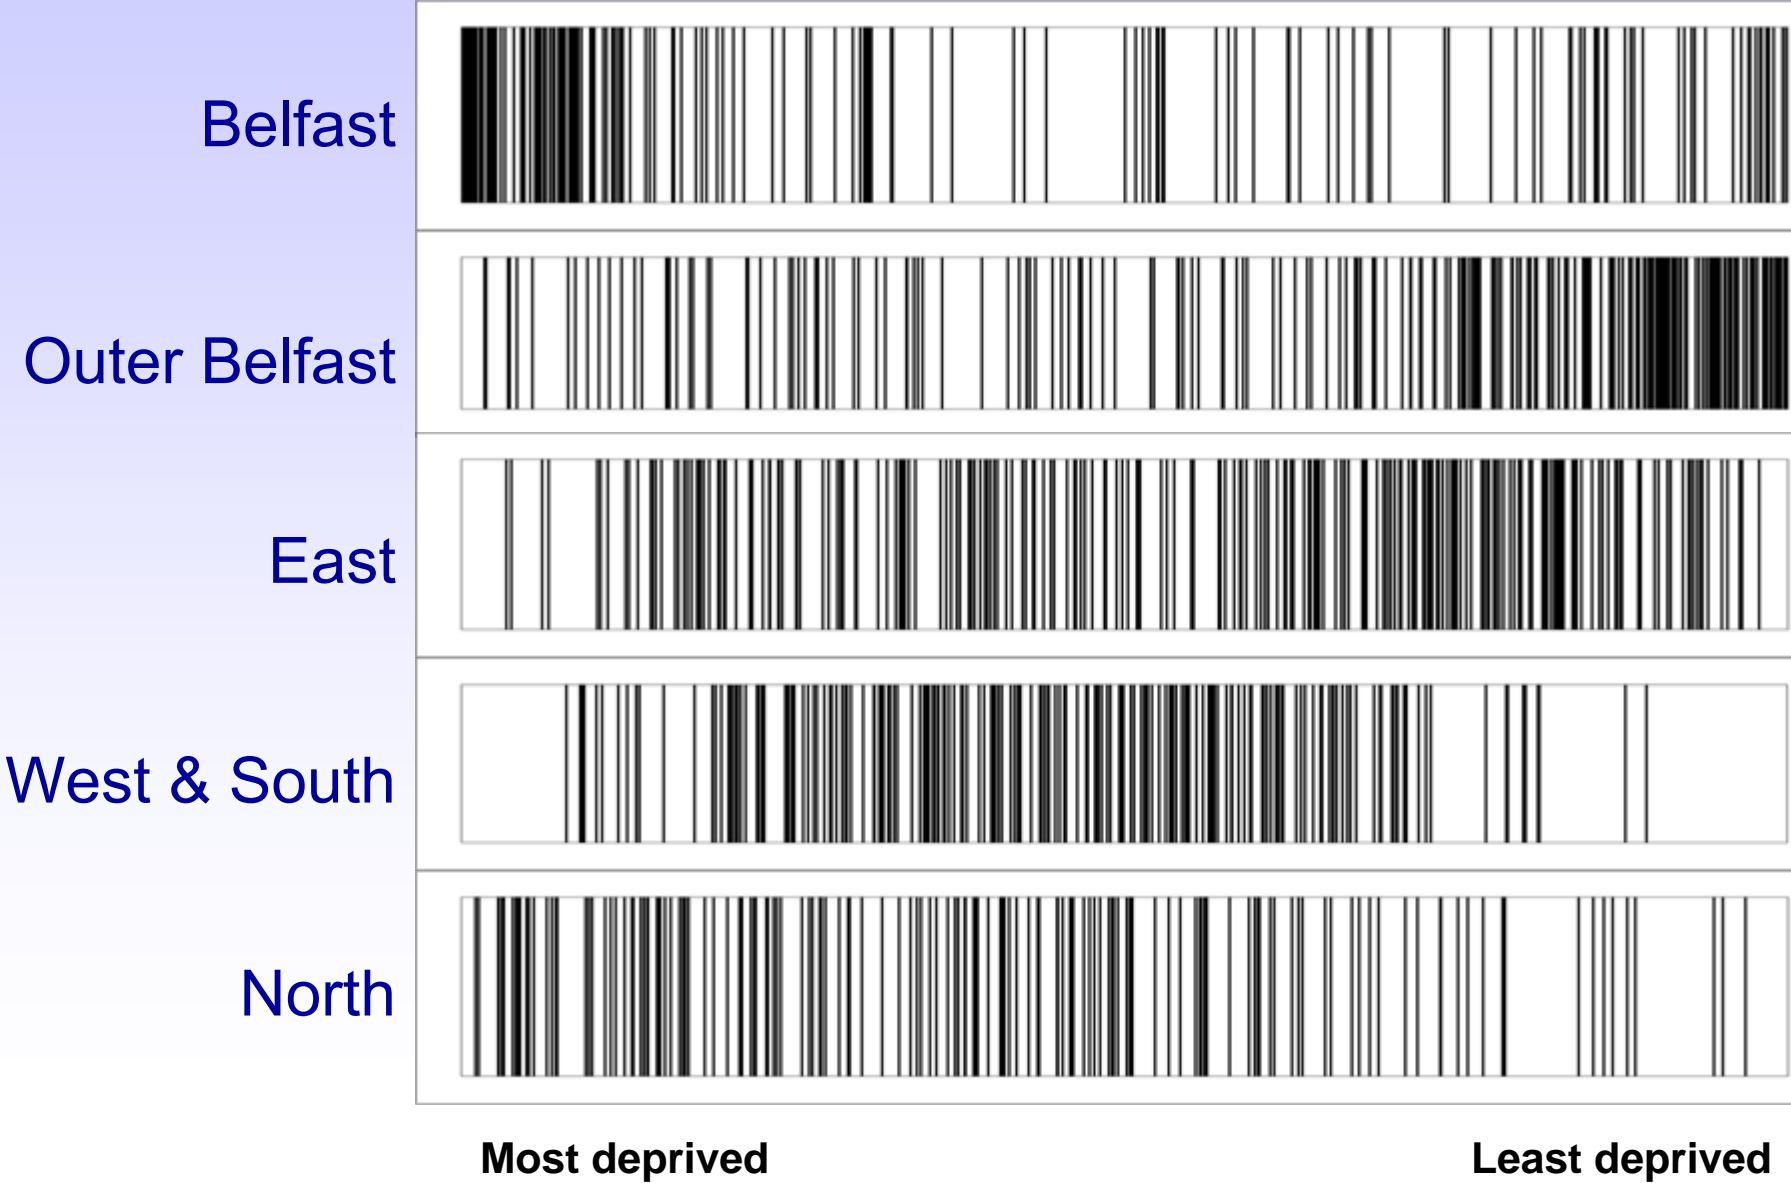 Belfast
Outer Belfast
East
West & South
North
Most deprived
Least deprived